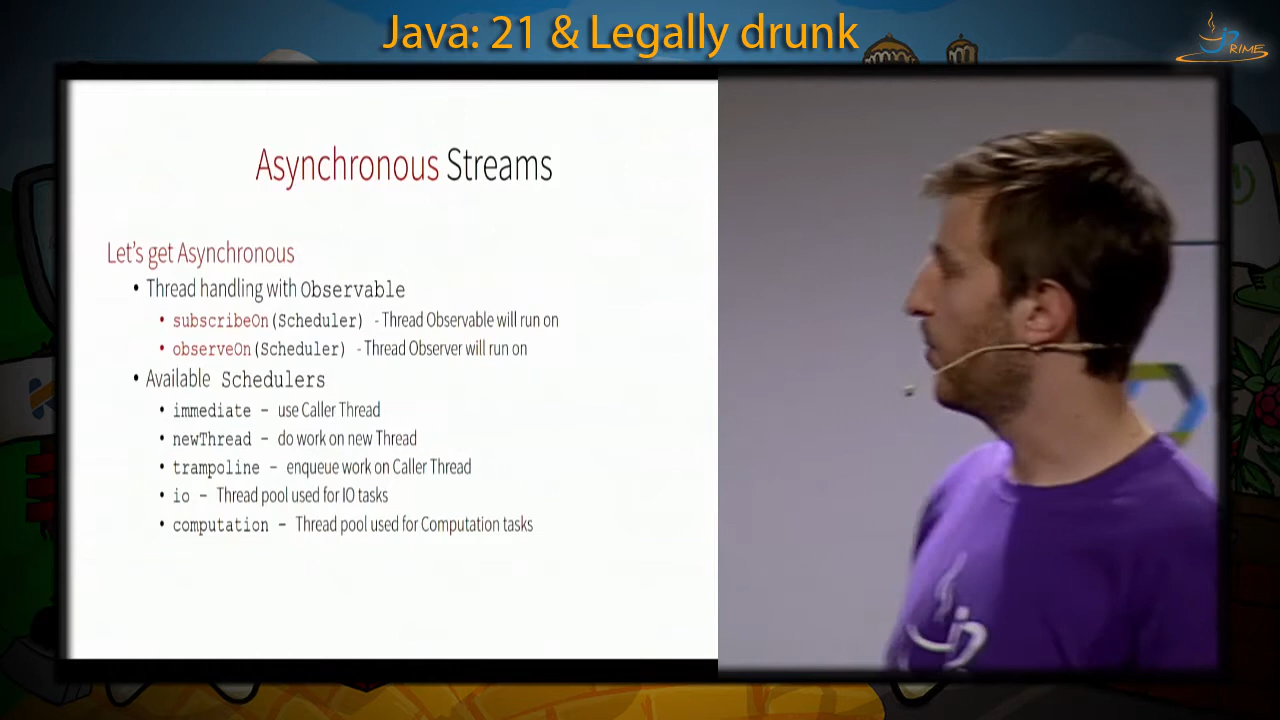 Java: 21 & Legally drunk
Asynchronous Streams
Let's get Asynchronous
• Thread handling with Observable
• subscribeOn(Scheduler) - Thread Observable will run on
• observeOn(Scheduler) - Thread Observer will run on
• Available Schedulers
• immediate – use Caller Thread
• newThread – do work on new Thread
• trampoline – enqueue work on Caller Thread
• io – Thread pool used for IO tasks
• computation – Thread pool used for Computation tasks